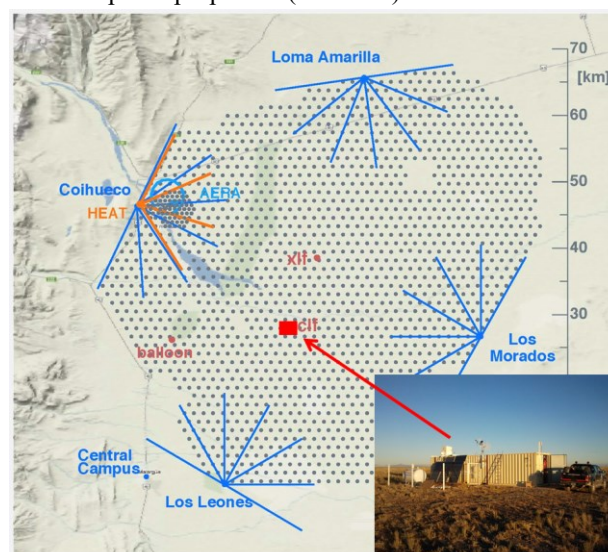 Loma Amarilla
70
[km]
60
Coihueco
AERA
50
HEAT
xlf
40
clf
30
balloon
Los
Morados
Central
Campus
Los Leones